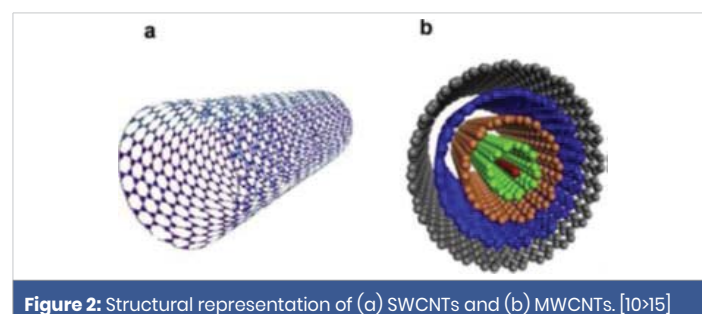 a
b
Figure 2: Structural representation of (a) SWCNTs and (b) MWCNTs. [10>15]